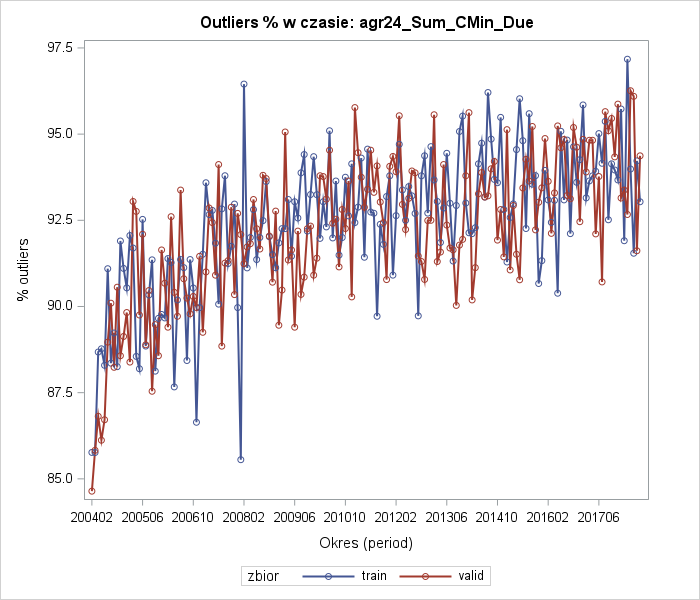 Outliers % w czasie: agr24_Sum_CMin_Due
% outliers
97.5
95.0
92.5
90.0
87.5
85.0
200402 200506 200610 200802 200906 201010 201202 201306 201410 201602 201706
Okres (period)
zbior train valid